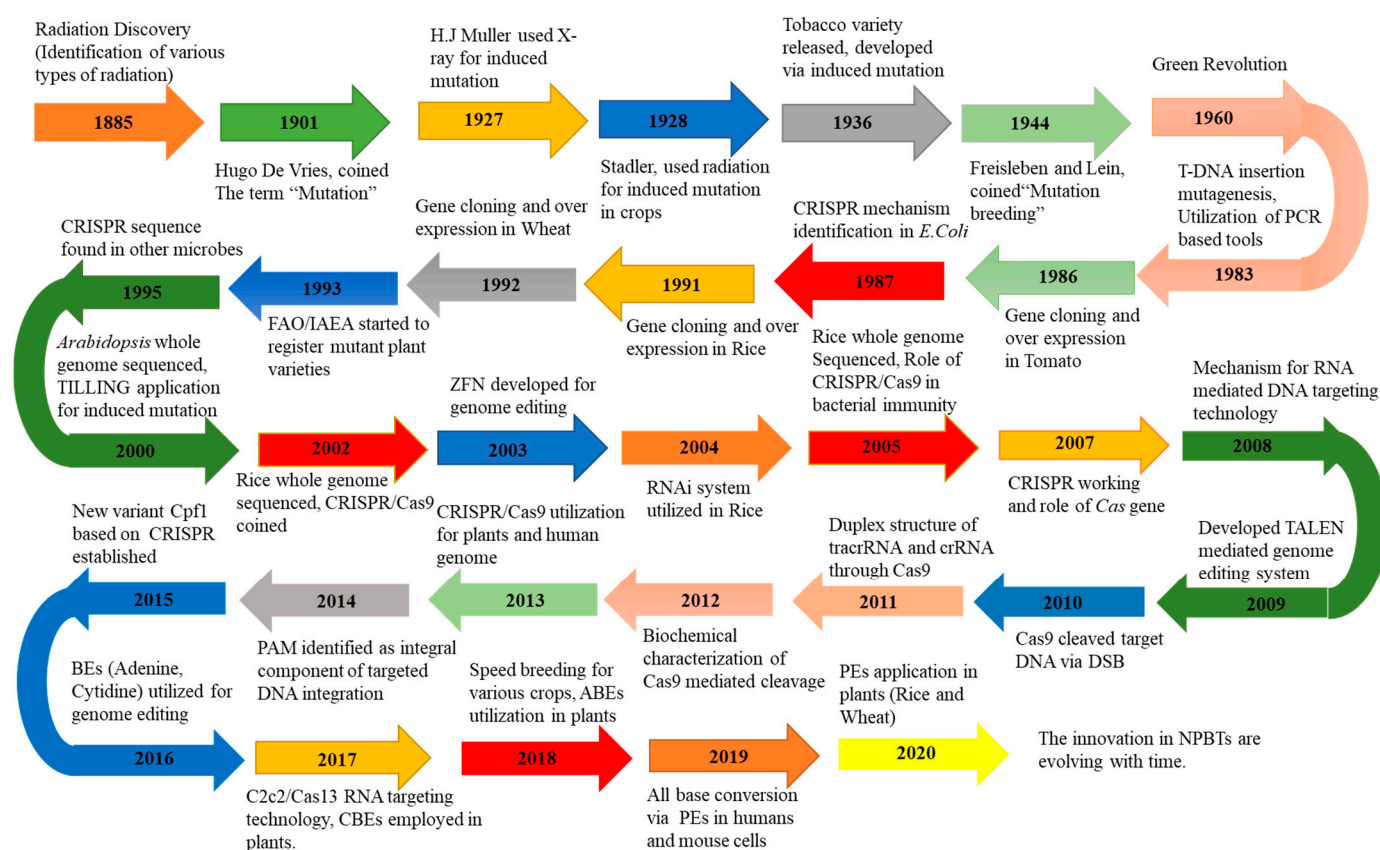 Radiation Discovery
(Identification of various
types of radiation)
1885
1901
Hugo De Vries, coined
The term “Mutation”
H.J Muller used X-
ray for induced
mutation
1927
1928
Stadler, used radiation
for induced mutation
in crops
Tobacco variety
released, developed
via induced mutation
1936
1944
Freisleben and Lein,
coined“Mutation
breeding”
Green Revolution
1960
T-DNA insertion
mutagenesis,
Utilization of PCR
based tools
1983
1986
Gene cloning and
over expression
in Tomato
CRISPR mechanism
identification in E.Coli
1987
1991
Gene cloning and over
expression in Rice
Gene cloning and over
expression in Wheat
1992
1993
FAO/IAEA started to
register mutant plant
varieties
CRISPR sequence
found in other microbes
1995
Arabidopsis whole
genome sequenced,
TILLING application
for induced mutation
2000
2002
Rice whole genome
sequenced, CRISPR/Cas9
coined
ZFN developed for
genome editing
2003
2004
RNAi system
utilized in Rice
Rice whole genome
Sequenced, Role of
CRISPR/Cas9 in
bacterial immunity
2005
2007
CRISPR working
and role of Cas gene
Mechanism for RNA
mediated DNA targeting
technology
2008
Developed TALEN
mediated genome
editing system
2009
2010
Cas9 cleaved target
DNA via DSB
Duplex structure of
tracrRNA and crRNA
through Cas9
2011
2012
Biochemical
characterization of
Cas9 mediated cleavage
CRISPR/Cas9 utilization
for plants and human
genome
2013
2014
PAM identified as integral
component of targeted
DNA integration
New variant Cpf1
based on CRISPR
established
2015
BEs (Adenine,
Cytidine) utilized for
genome editing
2016
2017
C2c2/Cas13 RNA targeting
technology, CBEs employed in
plants.
Speed breeding for
various crops, ABEs
utilization in plants
2018
2019
All base conversion
via PEs in humans
and mouse cells
PEs application in
plants (Rice and
Wheat)
2020
The innovation in NPBTs are
evolving with time.